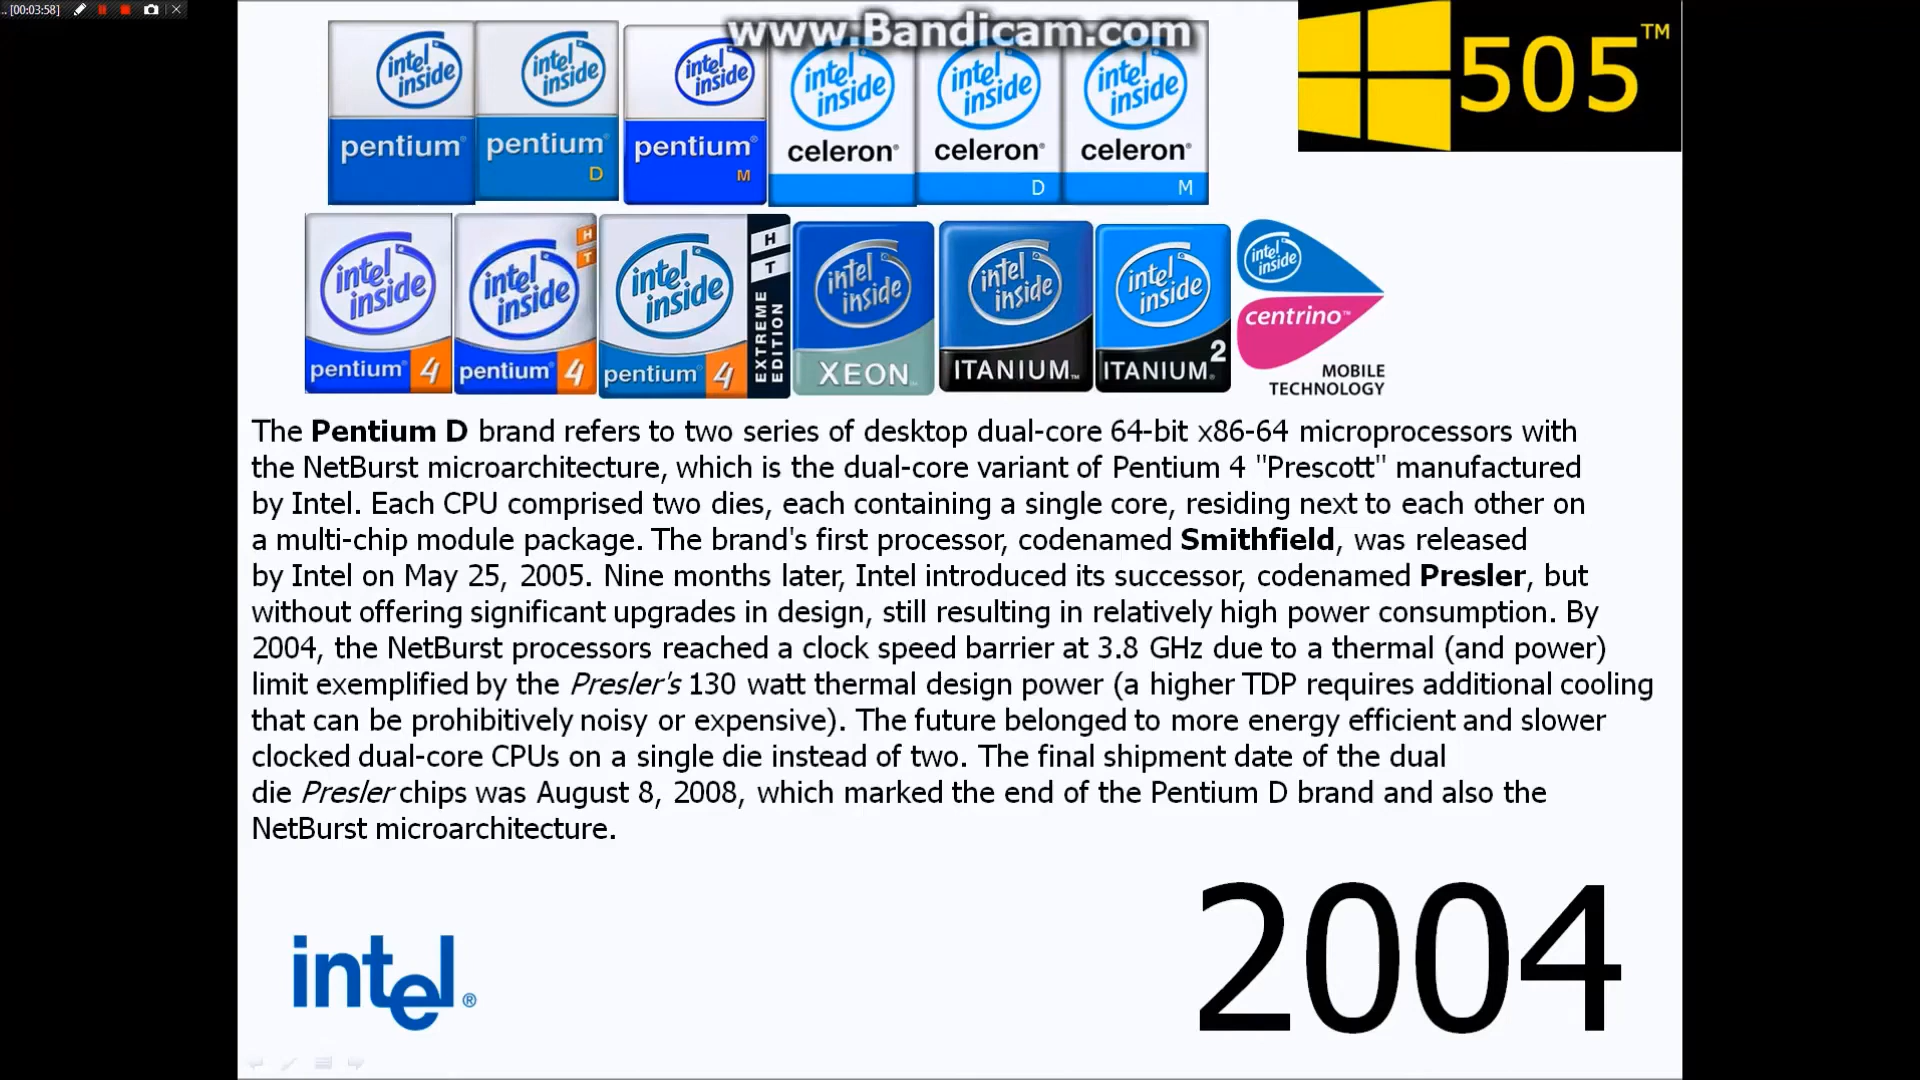 .. [00:03:58]
www.Bandicam.com
505™
intel inside pentium®
intel inside pentium® D
intel inside pentium® M
intel inside celeron®
intel inside celeron® D
intel inside celeron® M
intel inside pentium® 4
intel inside HT pentium® 4
intel inside pentium® 4 HT EXTREME EDITION
intel inside XEON™
intel inside ITANIUM™
intel inside ITANIUM® 2
intel inside centrino™ MOBILE TECHNOLOGY
The Pentium D brand refers to two series of desktop dual-core 64-bit x86-64 microprocessors with
the NetBurst microarchitecture, which is the dual-core variant of Pentium 4 "Prescott" manufactured
by Intel. Each CPU comprised two dies, each containing a single core, residing next to each other on
a multi-chip module package. The brand's first processor, codenamed Smithfield, was released
by Intel on May 25, 2005. Nine months later, Intel introduced its successor, codenamed Presler, but
without offering significant upgrades in design, still resulting in relatively high power consumption. By
2004, the NetBurst processors reached a clock speed barrier at 3.8 GHz due to a thermal (and power)
limit exemplified by the Presler's 130 watt thermal design power (a higher TDP requires additional cooling
that can be prohibitively noisy or expensive). The future belonged to more energy efficient and slower
clocked dual-core CPUs on a single die instead of two. The final shipment date of the dual
die Presler chips was August 8, 2008, which marked the end of the Pentium D brand and also the
NetBurst microarchitecture.
intel®
2004